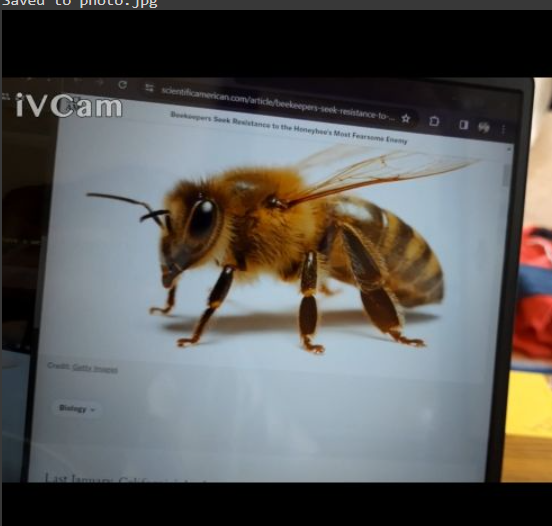 Saved to photo.jpg
iVCam
scientificamerican.com/article/beekeepers-seek-resistance-to-...
Beekeepers Seek Resistance to the Honeybee's Most Fearsome Enemy
Credit: Getty Images
Biology
Last January,